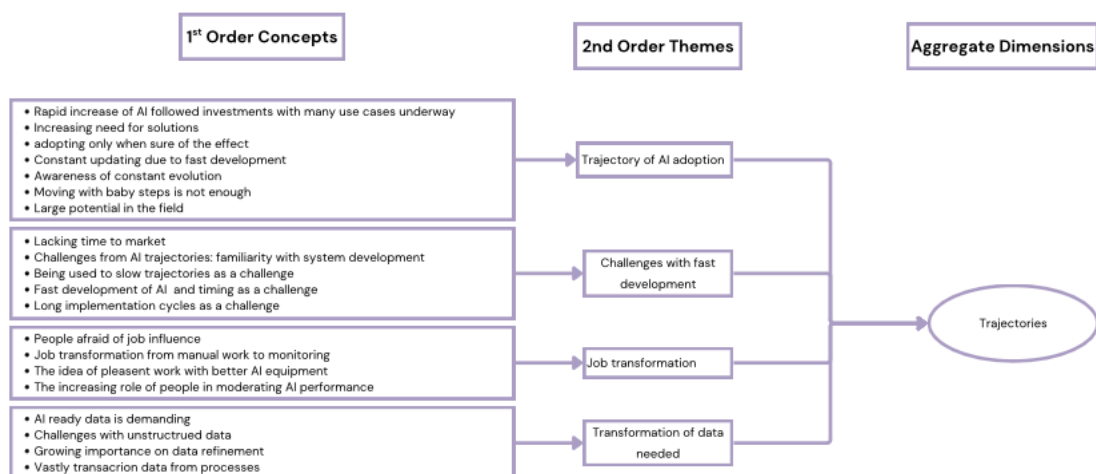 1st Order Concepts
2nd Order Themes
Aggregate Dimensions
• Rapid increase of AI followed investments with many use cases underway
• Increasing need for solutions
• adopting only when sure of the effect
• Constant updating due to fast development
• Awareness of constant evolution
• Moving with baby steps is not enough
• Large potential in the field
Trajectory of AI adoption
• Lacking time to market
• Challenges from AI trajectories: familiarity with system development
• Being used to slow trajectories as a challenge
• Fast development of AI and timing as a challenge
• Long implementation cycles as a challenge
Challenges with fast
development
• People afraid of job influence
• Job transformation from manual work to monitoring
• The idea of pleasent work with better AI equipment
• The increasing role of people in moderating AI performance
Job transformation
• AI ready data is demanding
• Challenges with unstructrued data
• Growing importance on data refinement
• Vastly transacrion data from processes
Transformation of data
needed
Trajectories